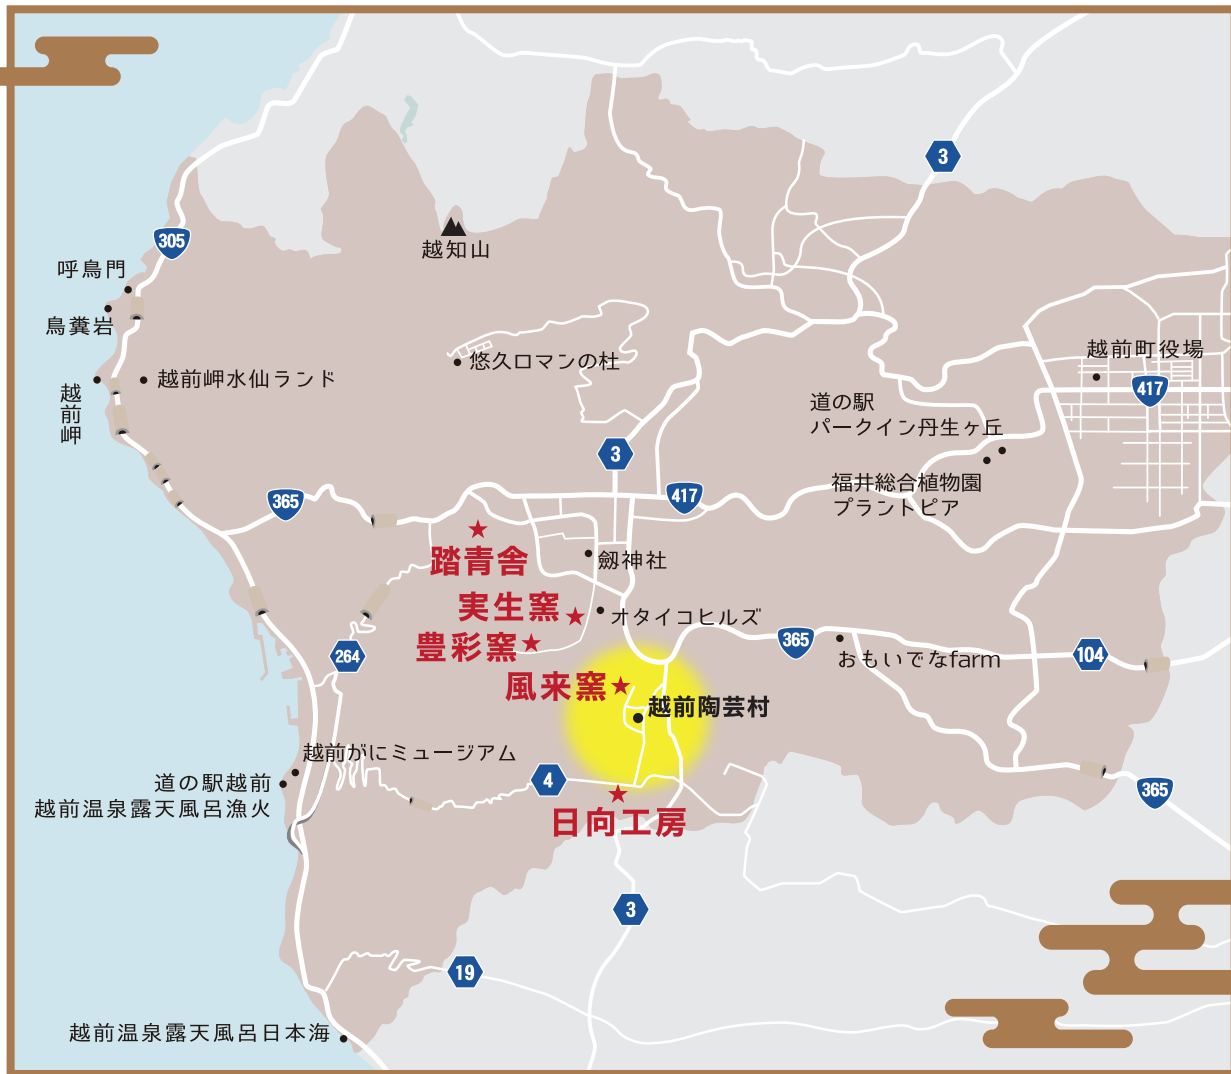 3
305
越知山
呼鳥門
鳥糞岩
越前岬水仙ランド
越前岬
悠久ロマンの杜
越前町役場
417
道の駅
パークイン丹生ヶ丘
3
福井総合植物園
プラントピア
365
417
踏青舎
劔神社
実生窯
オタイコヒルズ
豊彩窯
264
365
おもいでなfarm
104
風来窯
越前陶芸村
越前がにミュージアム
道の駅越前
越前温泉露天風呂漁火
4
365
日向工房
3
19
越前温泉露天風呂日本海